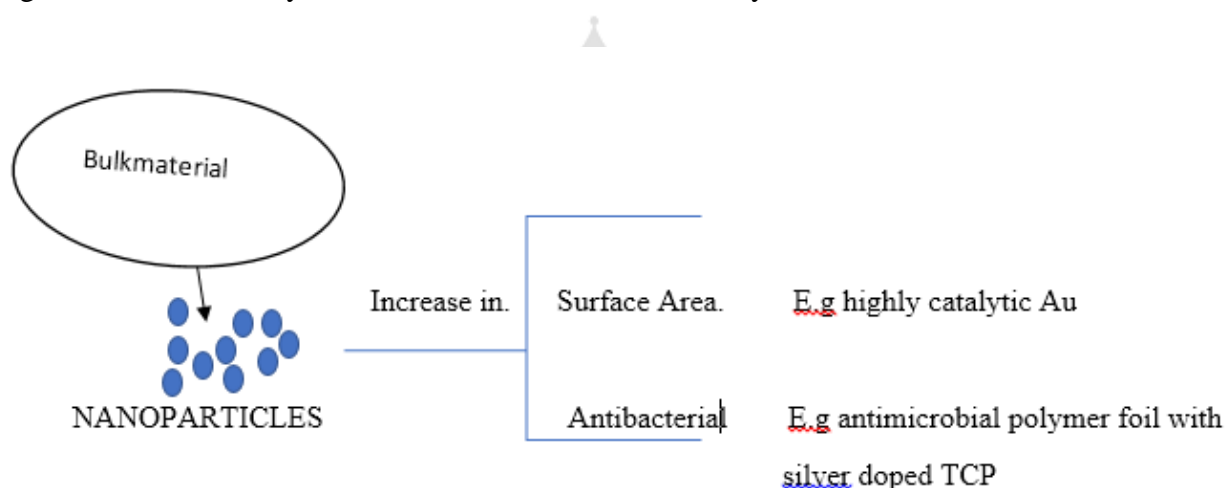 Bulkmaterial
Increase in. Surface Area. E.g highly catalytic Au
NANOPARTICLES Antibacterial E.g antimicrobial polymer foil with
silver doped TCP